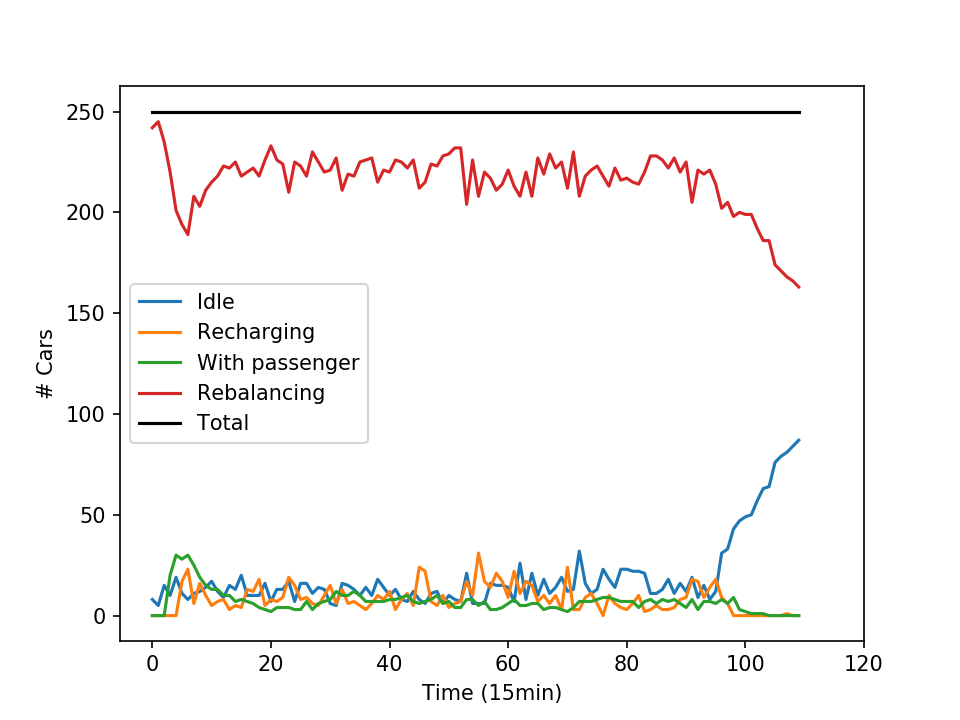 250
200
150
100
50
0
# Cars
Idle
Recharging
With passenger
Rebalancing
Total
0 20 40 60 80 100 120
Time (15min)